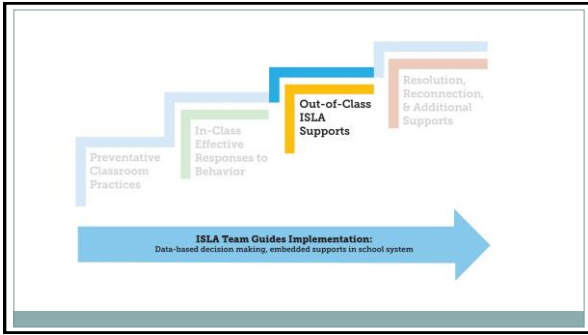 Preventative
Classroom
Practices
In-Class
Effective
Responses to
Behavior
Out-of-Class
ISLA
Supports
Resolution,
Reconnection,
& Additional
Supports
ISLA Team Guides Implementation:
Data-based decision making, embedded supports in school system